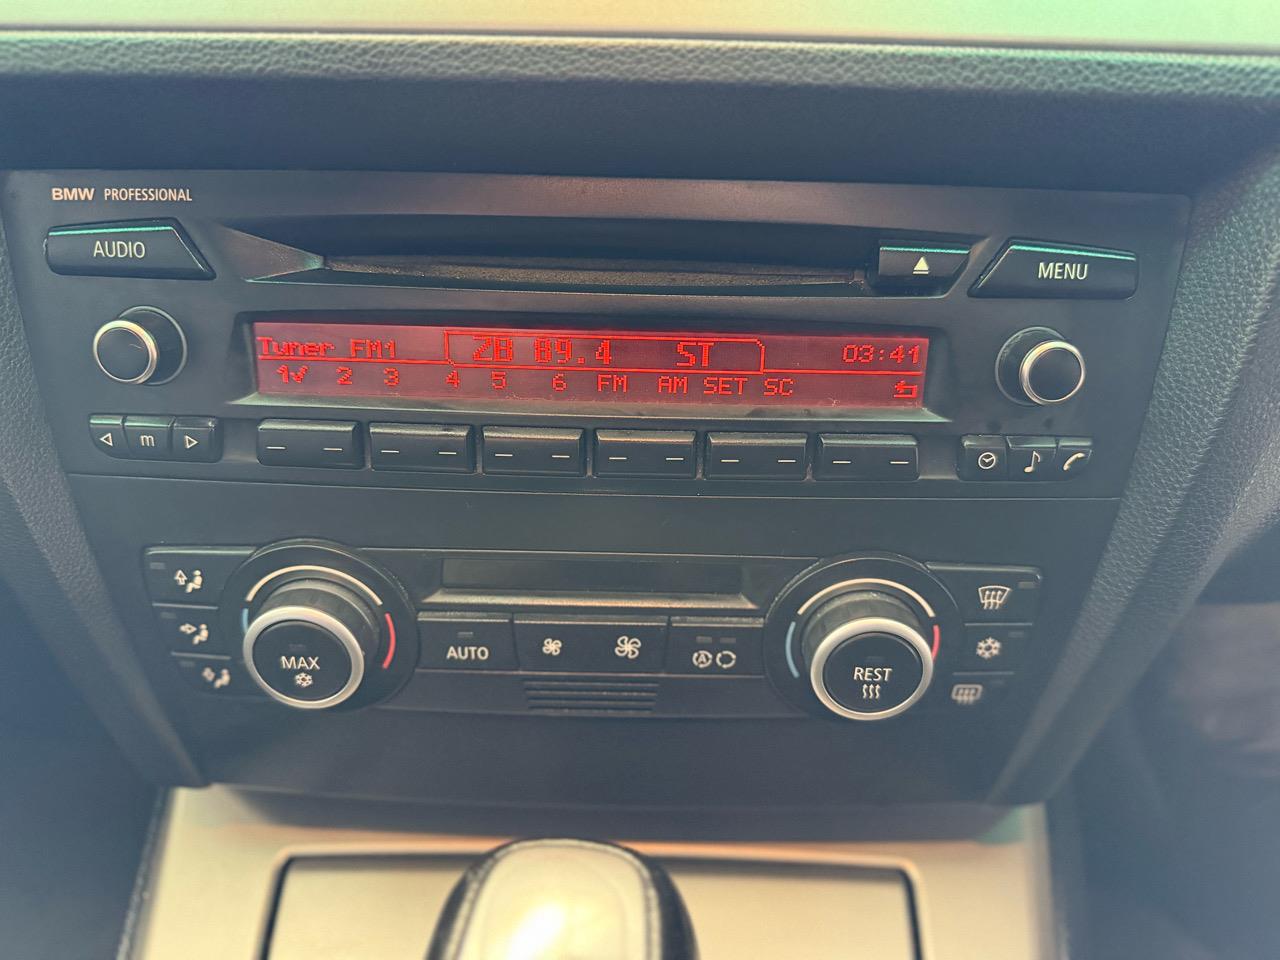 BMW PROFESSIONAL
AUDIO
MENU
Tuner FM1 ZB 89.4 ST 03:41
1✓ 2 3 4 5 6 FM AM SET SC
m
MAX
AUTO
A
REST